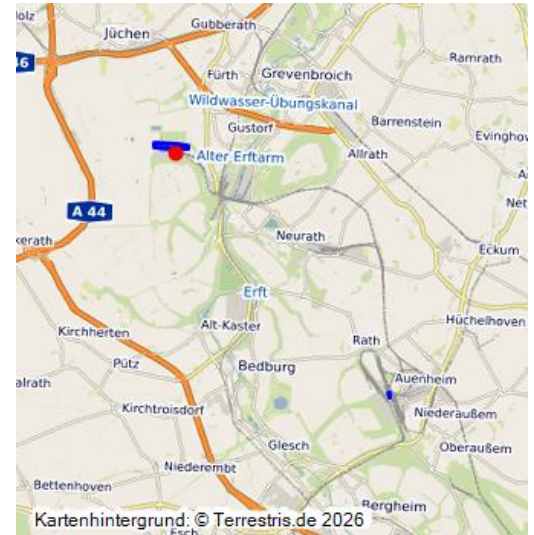 Jüchen
Gubberath
46
Fürth
Grevenbroich
Ramrath
Wildwasser-Übungskanal
Gustorf
Barrenstein
Alter Erftarm
Allrath
A 44
Neurath
Eckum
Erft
Hüchelhoven
Kirchherten
Alt-Kaster
Rath
Pütz
Bedburg
Auenheim
Kirchtroisdorf
Niederaußem
Glesch
Oberaußem
Niederembt
Bettenhoven
Bergheim
Kartenhintergrund: © Terrestris.de 2026